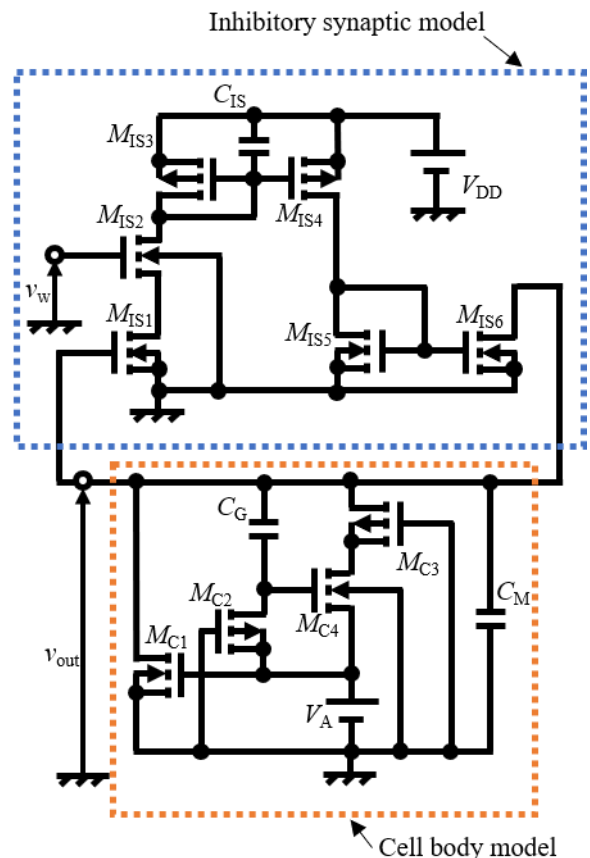 Inhibitory synaptic model
C_IS
M_IS3
M_IS4
V_DD
M_IS2
v_w
M_IS1
M_IS5
M_IS6
C_G
M_C3
M_C2
M_C4
C_M
M_C1
v_out
V_A
Cell body model